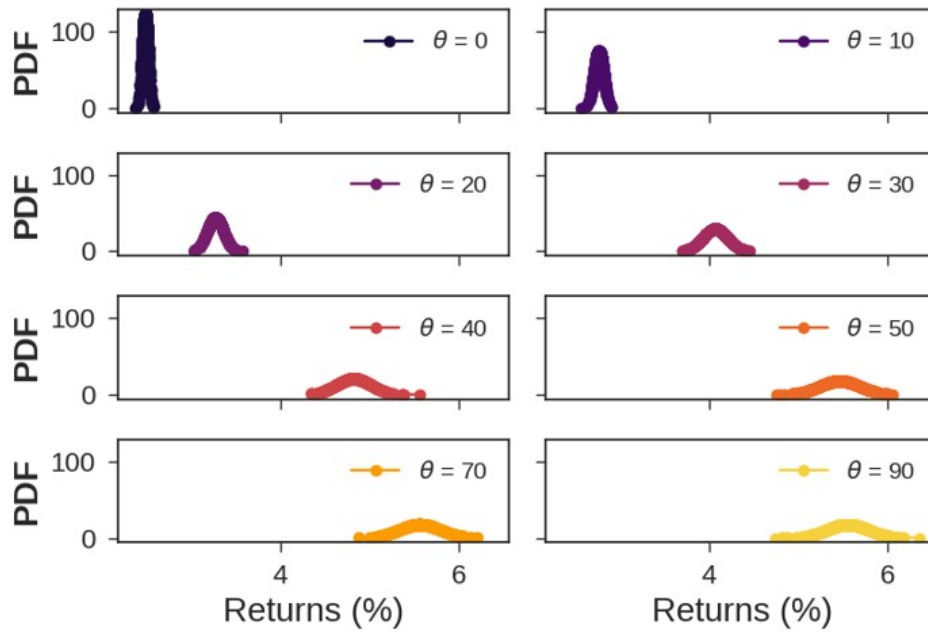 PDF
100
0
θ = 0
θ = 10
PDF
100
0
θ = 20
θ = 30
PDF
100
0
θ = 40
θ = 50
PDF
100
0
θ = 70
θ = 90
4
6
4
6
Returns (%)
Returns (%)